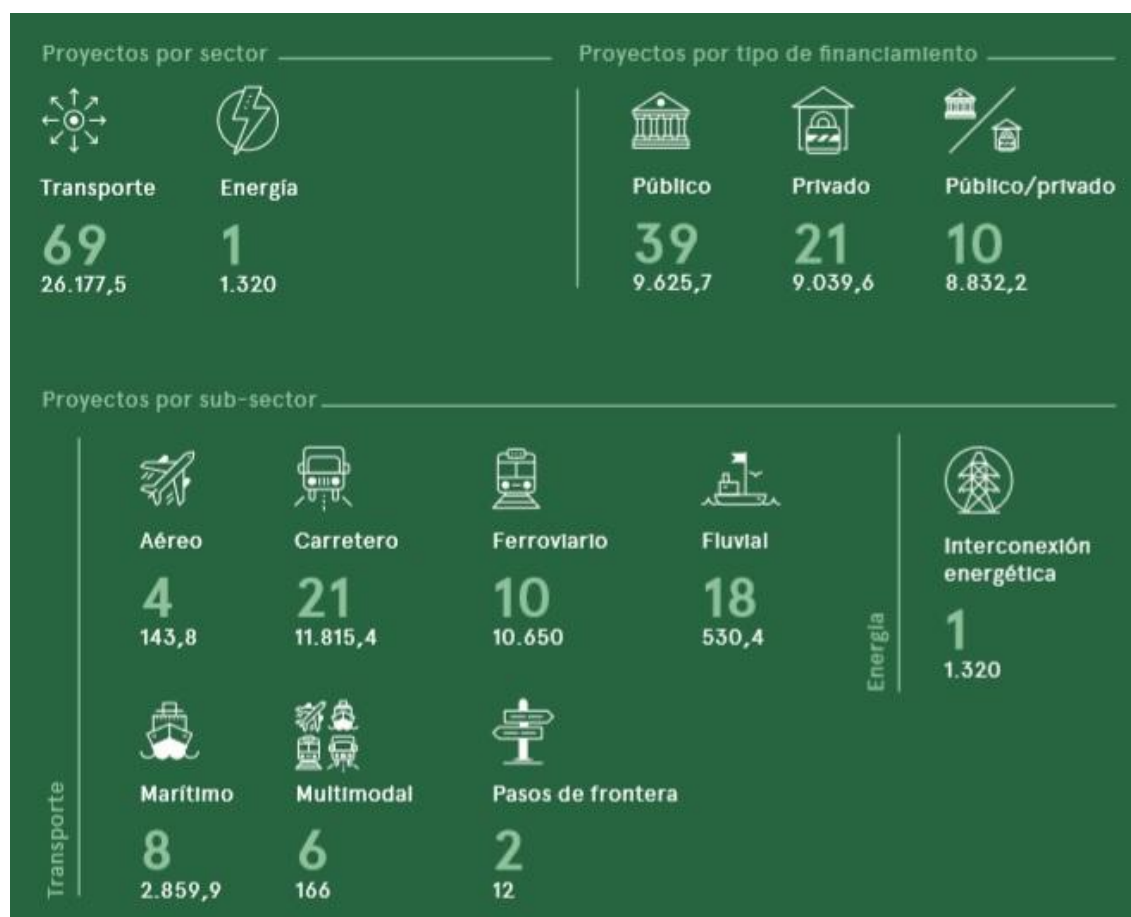 Proyectos por sector
Transporte
69
26.177,5
Energía
1
1.320
Proyectos por tipo de financiamiento
Público
39
9.625,7
Privado
21
9.039,6
Público/privado
10
8.832,2
Proyectos por sub-sector
Transporte
Aéreo
4
143,8
Carretero
21
11.815,4
Ferroviario
10
10.650
Fluvial
18
530,4
Marítimo
8
2.859,9
Multimodal
6
166
Pasos de frontera
2
12
Energía
Interconexión
energética
1
1.320